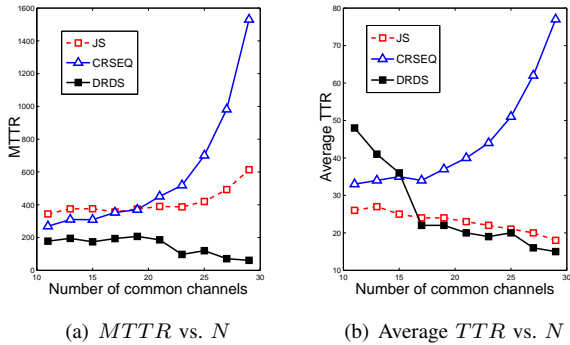 1600
1400
1200
1000
800
600
400
200
0
10 15 20 25 30
MTTR
Number of common channels
JS
CRSEQ
DRDS
(a) MTTR vs. N
80
70
60
50
40
30
20
10
10 15 20 25 30
Average TTR
Number of common channels
JS
CRSEQ
DRDS
(b) Average TTR vs. N